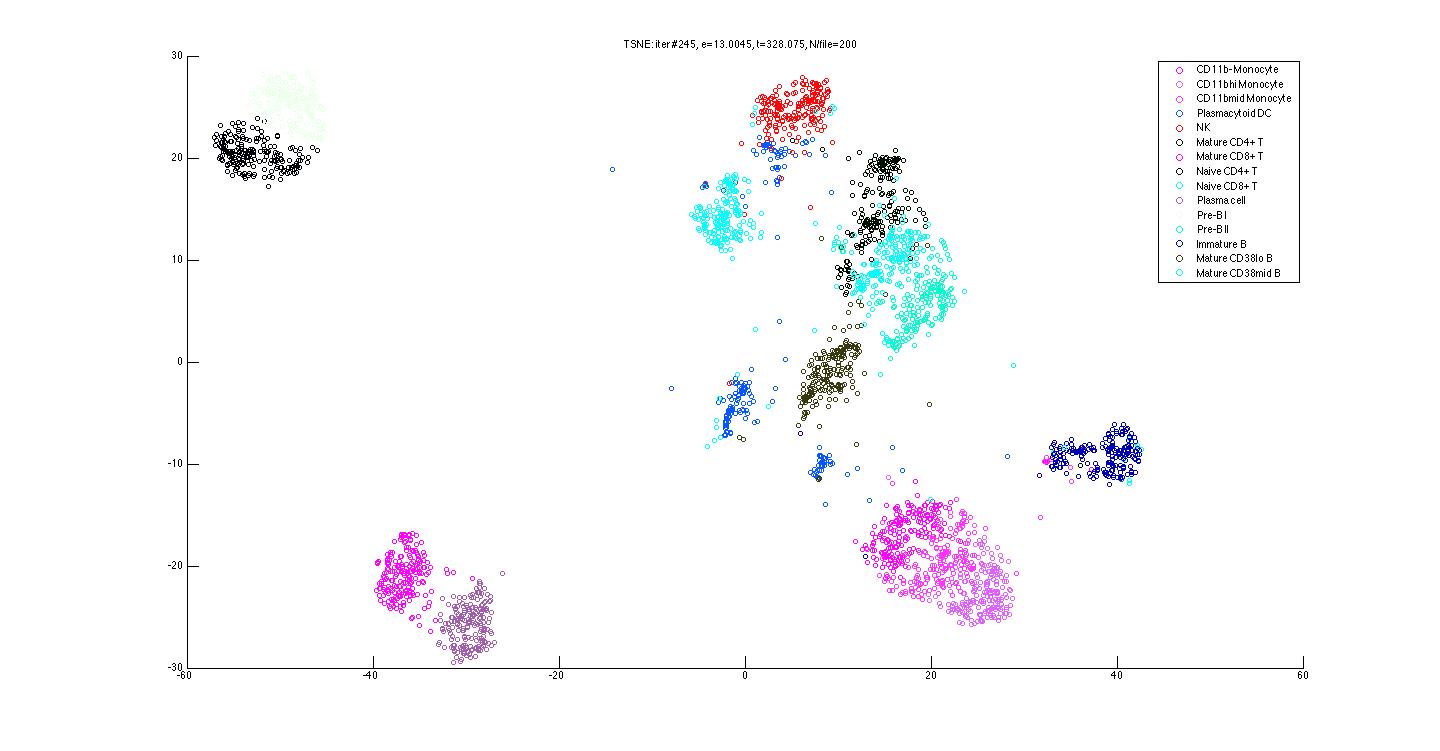 TSNE: iter #245, e=13.0045, t=328.075, N/file=200
30
20
10
0
-10
-20
-30
-60
-40
-20
0
20
40
60
CD11b- Monocyte
CD11bhi Monocyte
CD11bmid Monocyte
Plasmacytoid DC
NK
Mature CD4+ T
Mature CD8+ T
Naive CD4+ T
Naive CD8+ T
Plasma cell
Pre-B I
Pre-B II
Immature B
Mature CD38lo B
Mature CD38mid B